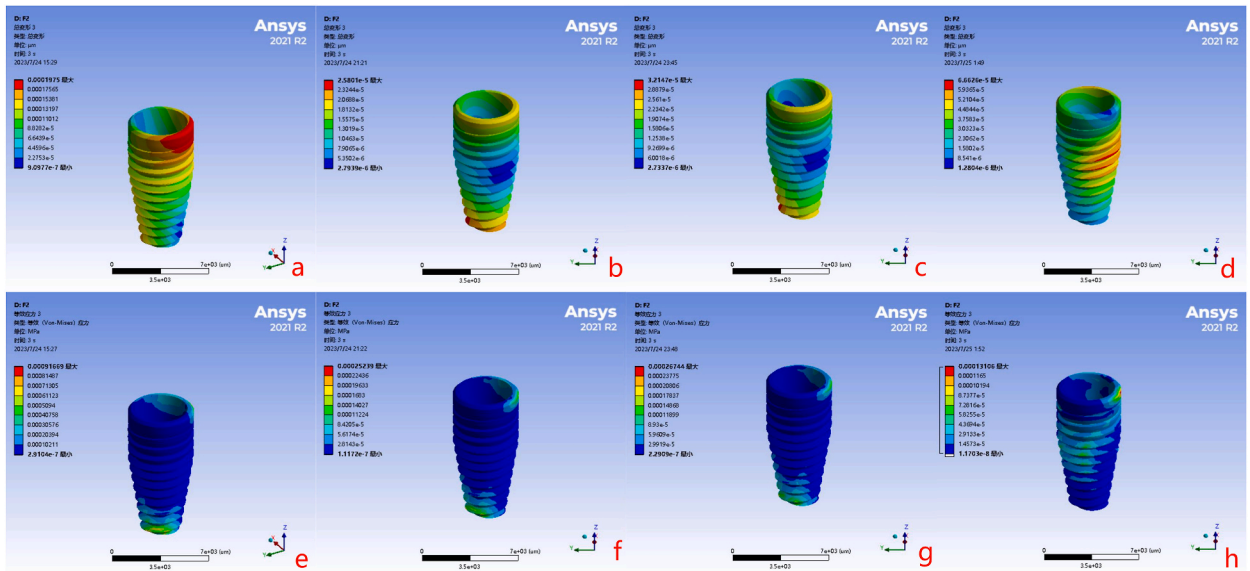 D: F2
总变形 3
类型: 总变形
单位: μm
时间: 3 s
2023/7/24 15:29
0.0001975 最大
0.00017565
0.00015381
0.00013197
0.00011012
8.8282e-5
6.6439e-5
4.4596e-5
2.2753e-5
9.0977e-7 最小
Ansys
2021 R2
0
7e+03 (um)
3.5e+03
X
Y
Z
a
D: F2
总变形 3
类型: 总变形
单位: μm
时间: 3 s
2023/7/24 21:21
2.5801e-5 最大
2.3244e-5
2.0688e-5
1.8132e-5
1.5575e-5
1.3019e-5
1.0463e-5
7.9065e-6
5.3502e-6
2.7939e-6 最小
Ansys
2021 R2
0
7e+03 (um)
3.5e+03
Y
Z
b
D: F2
总变形 3
类型: 总变形
单位: μm
时间: 3 s
2023/7/24 23:45
3.2147e-5 最大
2.8879e-5
2.561e-5
2.2342e-5
1.9074e-5
1.5806e-5
1.2538e-5
9.2699e-6
6.0018e-6
2.7337e-6 最小
Ansys
2021 R2
0
7e+03 (um)
3.5e+03
Y
Z
c
D: F2
总变形 3
类型: 总变形
单位: μm
时间: 3 s
2023/7/25 1:49
6.6626e-5 最大
5.9365e-5
5.2104e-5
4.4844e-5
3.7583e-5
3.0323e-5
2.3062e-5
1.5802e-5
8.541e-6
1.2804e-6 最小
Ansys
2021 R2
0
7e+03 (um)
3.5e+03
Y
Z
d
D: F2
等效应力 3
类型: 等效 (Von-Mises) 应力
单位: MPa
时间: 3 s
2023/7/24 15:27
0.00091669 最大
0.00081487
0.00071305
0.00061123
0.0005094
0.00040758
0.00030576
0.00020394
0.00010211
2.9104e-7 最小
Ansys
2021 R2
0
7e+03 (um)
3.5e+03
X
Y
Z
e
D: F2
等效应力 3
类型: 等效 (Von-Mises) 应力
单位: MPa
时间: 3 s
2023/7/24 21:22
0.00025239 最大
0.00022436
0.00019633
0.0001683
0.00014027
0.00011224
8.4205e-5
5.6174e-5
2.8143e-5
1.1172e-7 最小
Ansys
2021 R2
0
7e+03 (um)
3.5e+03
Y
Z
f
D: F2
等效应力 3
类型: 等效 (Von-Mises) 应力
单位: MPa
时间: 3 s
2023/7/24 23:48
0.00026744 最大
0.00023775
0.00020806
0.00017837
0.00014868
0.00011899
8.93e-5
5.9609e-5
2.9919e-5
2.2909e-7 最小
Ansys
2021 R2
0
7e+03 (um)
3.5e+03
Y
Z
g
D: F2
等效应力 3
类型: 等效 (Von-Mises) 应力
单位: MPa
时间: 3 s
2023/7/25 1:52
0.00013106 最大
0.0001165
0.00010194
8.7377e-5
7.2816e-5
5.8255e-5
4.3694e-5
2.9133e-5
1.4573e-5
1.1703e-8 最小
Ansys
2021 R2
0
7e+03 (um)
3.5e+03
Y
Z
h